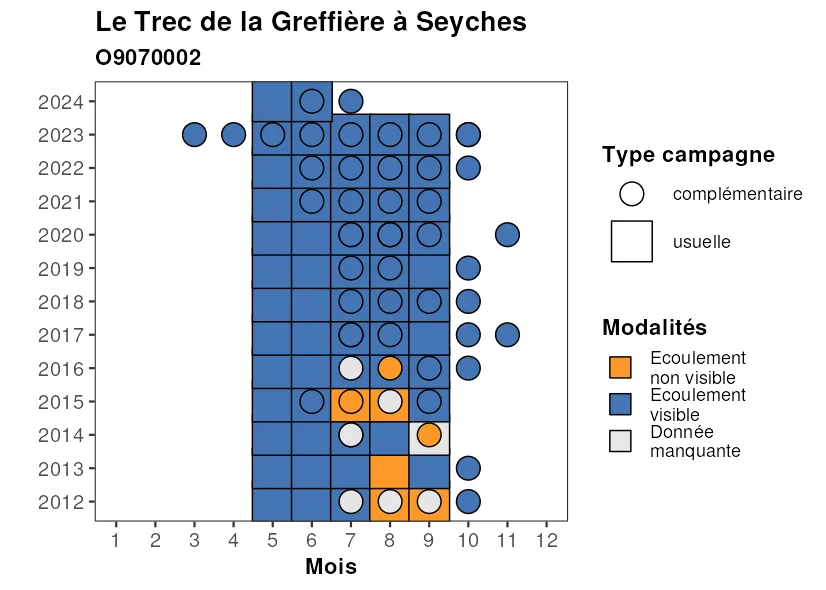 Le Trec de la Greffière à Seyches
O9070002
2024
2023
2022
2021
2020
2019
2018
2017
2016
2015
2014
2013
2012
1 2 3 4 5 6 7 8 9 10 11 12
Mois
Type campagne
complémentaire
usuelle
Modalités
Ecoulement
non visible
Ecoulement
visible
Donnée
manquante